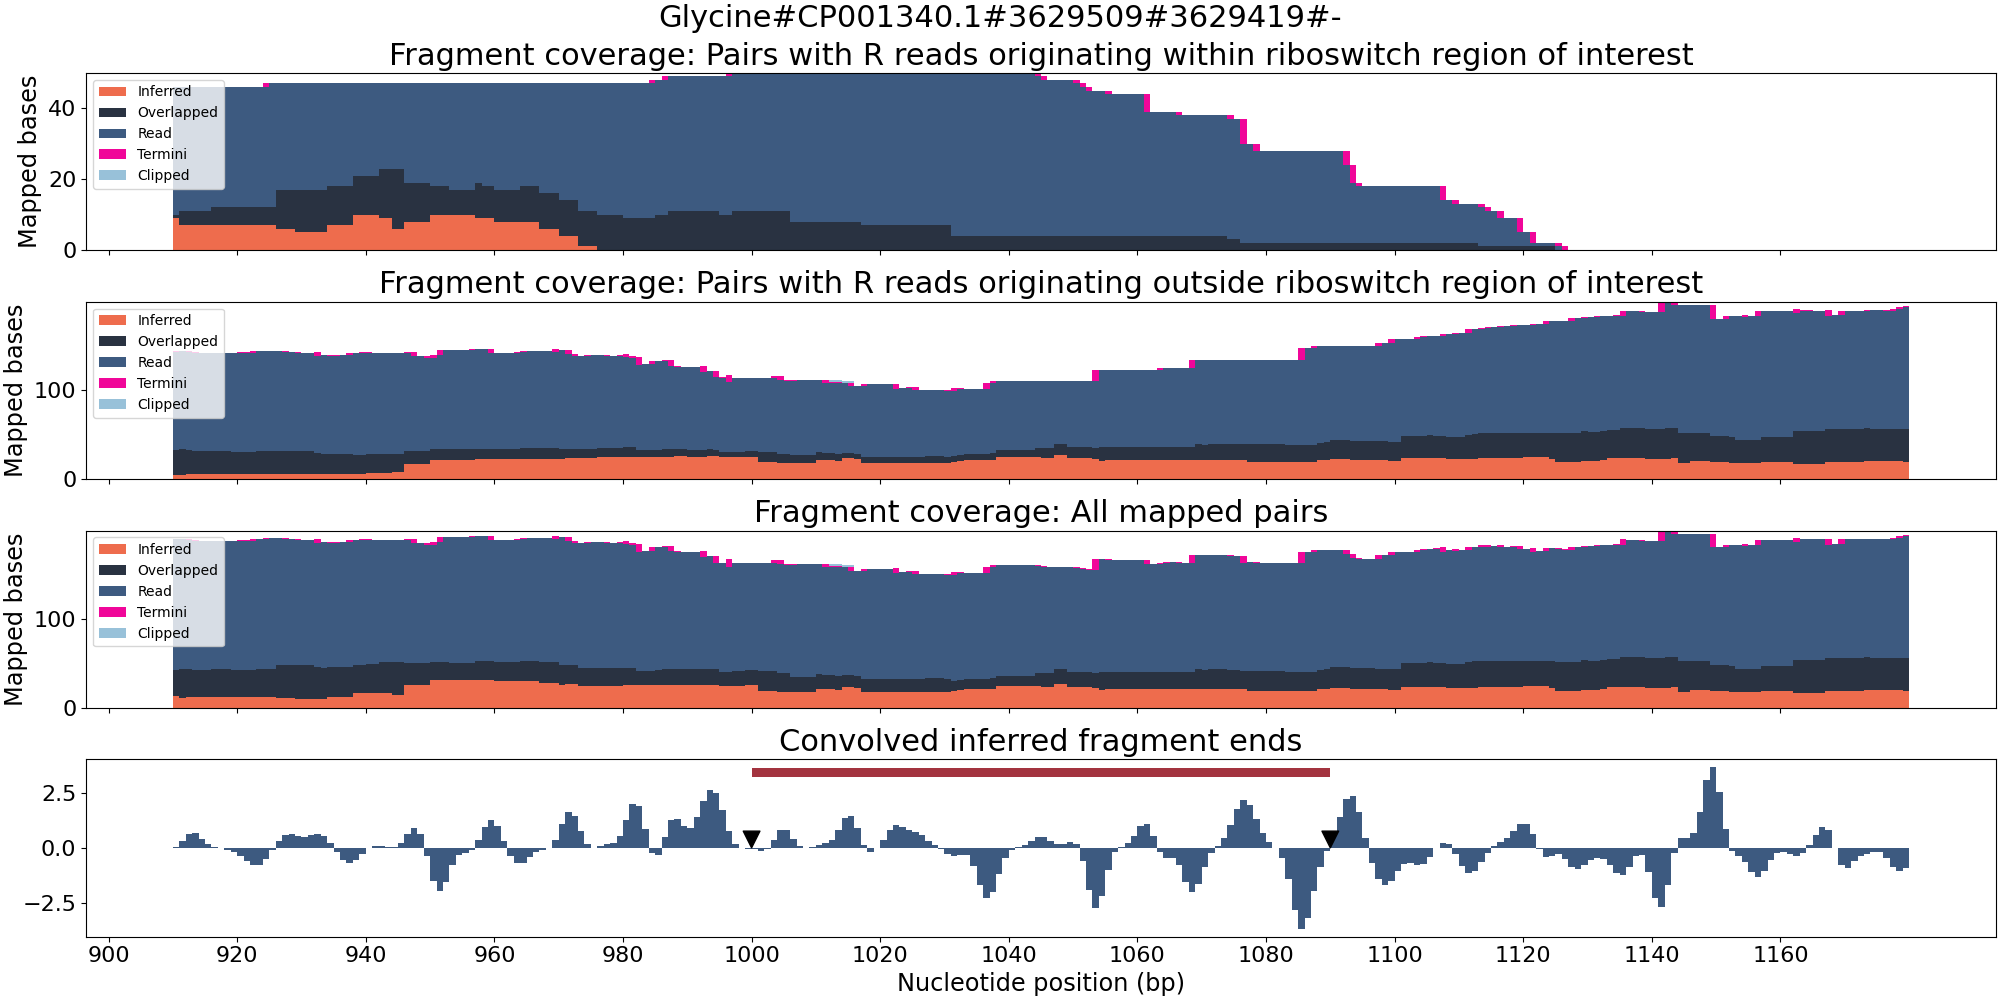 Glycine#CP001340.1#3629509#3629419#-
Fragment coverage: Pairs with R reads originating within riboswitch region of interest
Mapped bases
40
20
0
Inferred
Overlapped
Read
Termini
Clipped
Fragment coverage: Pairs with R reads originating outside riboswitch region of interest
Mapped bases
100
0
Inferred
Overlapped
Read
Termini
Clipped
Fragment coverage: All mapped pairs
Mapped bases
100
0
Inferred
Overlapped
Read
Termini
Clipped
Convolved inferred fragment ends
2.5
0.0
−2.5
900 920 940 960 980 1000 1020 1040 1060 1080 1100 1120 1140 1160
Nucleotide position (bp)